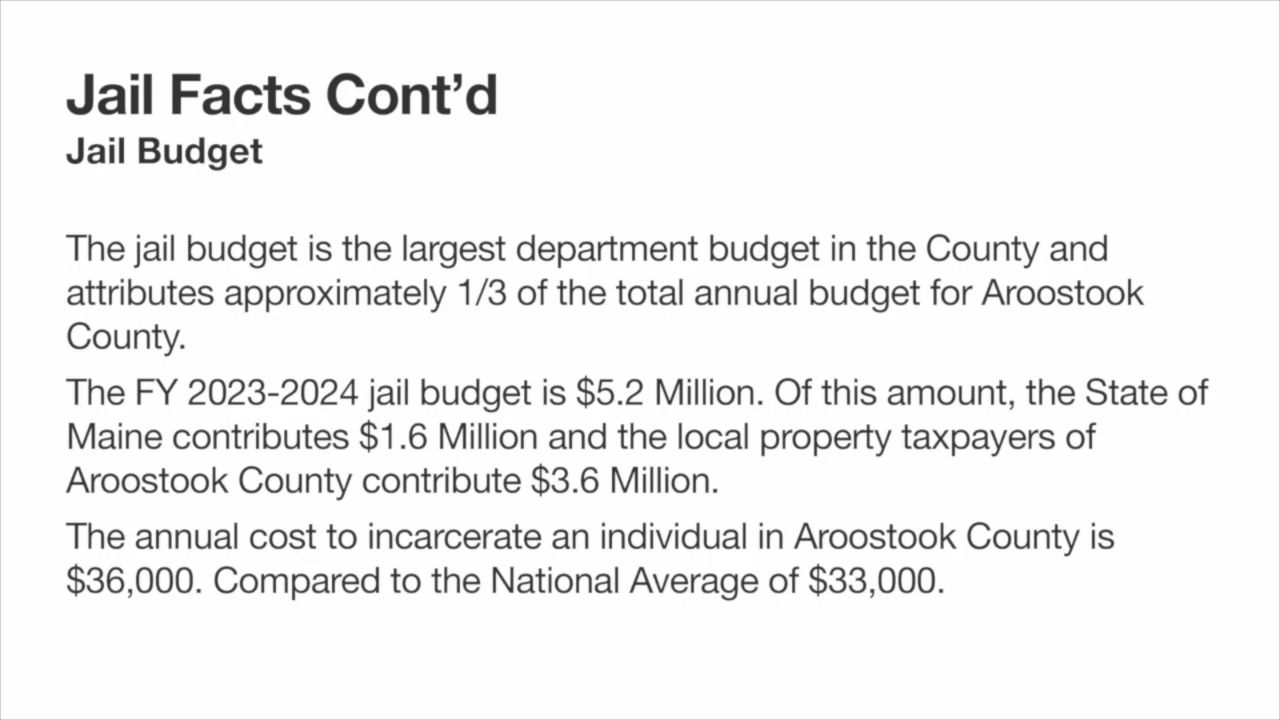 Jail Facts Cont’d
Jail Budget
The jail budget is the largest department budget in the County and
attributes approximately 1/3 of the total annual budget for Aroostook
County.
The FY 2023-2024 jail budget is $5.2 Million. Of this amount, the State of
Maine contributes $1.6 Million and the local property taxpayers of
Aroostook County contribute $3.6 Million.
The annual cost to incarcerate an individual in Aroostook County is
$36,000. Compared to the National Average of $33,000.